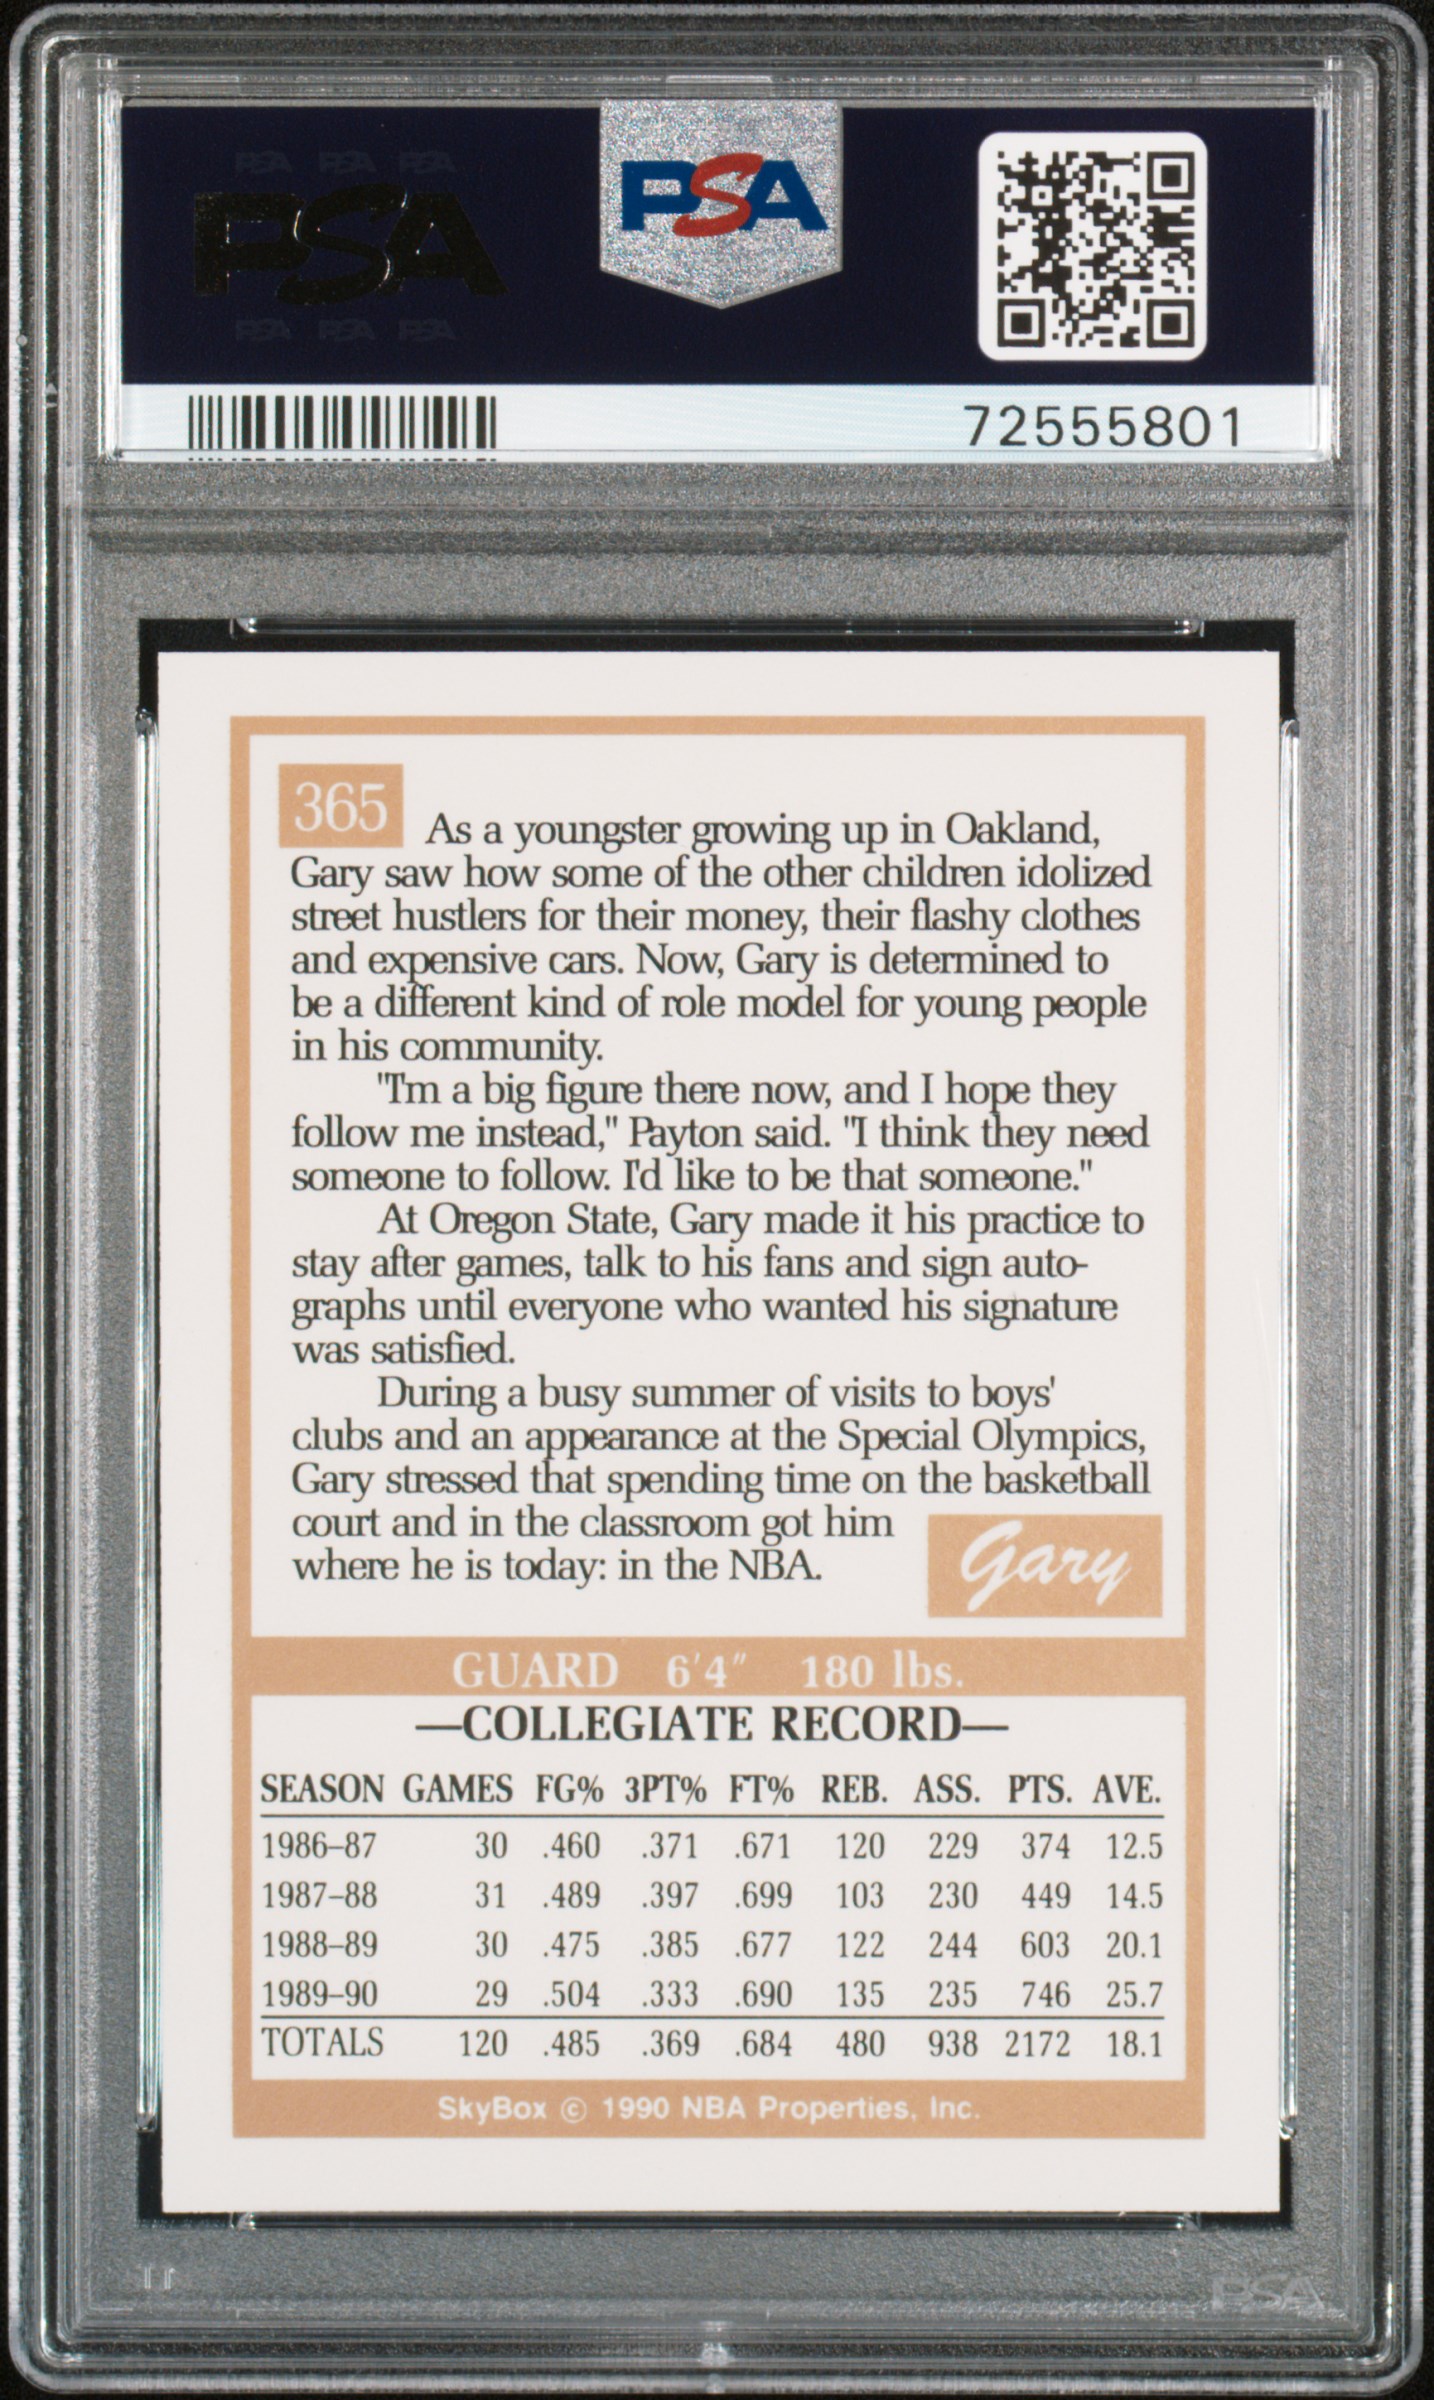 PSA PSA PSA
PSA
PSA PSA PSA
PSA
72555801
365
As a youngster growing up in Oakland,
Gary saw how some of the other children idolized
street hustlers for their money, their flashy clothes
and expensive cars. Now, Gary is determined to
be a different kind of role model for young people
in his community.
"I'm a big figure there now, and I hope they
follow me instead," Payton said. "I think they need
someone to follow. I'd like to be that someone."
At Oregon State, Gary made it his practice to
stay after games, talk to his fans and sign auto-
graphs until everyone who wanted his signature
was satisfied.
During a busy summer of visits to boys'
clubs and an appearance at the Special Olympics,
Gary stressed that spending time on the basketball
court and in the classroom got him
where he is today: in the NBA.
Gary
GUARD 6'4" 180 lbs.
—COLLEGIATE RECORD—
SEASON GAMES FG% 3PT% FT% REB. ASS. PTS. AVE.
1986–87 30 .460 .371 .671 120 229 374 12.5
1987–88 31 .489 .397 .699 103 230 449 14.5
1988–89 30 .475 .385 .677 122 244 603 20.1
1989–90 29 .504 .333 .690 135 235 746 25.7
TOTALS 120 .485 .369 .684 480 938 2172 18.1
SkyBox © 1990 NBA Properties, Inc.
PSA